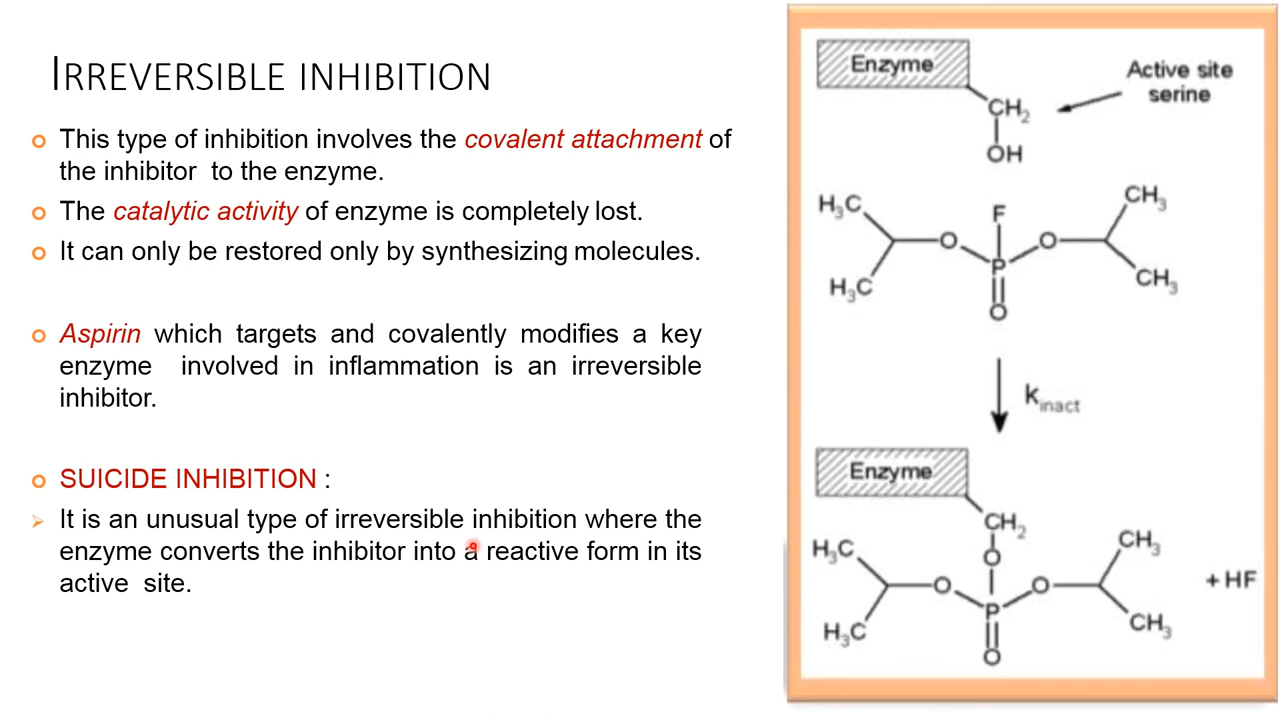 IRREVERSIBLE INHIBITION
This type of inhibition involves the covalent attachment of
the inhibitor to the enzyme.
The catalytic activity of enzyme is completely lost.
It can only be restored only by synthesizing molecules.
Aspirin which targets and covalently modifies a key
enzyme involved in inflammation is an irreversible
inhibitor.
SUICIDE INHIBITION :
It is an unusual type of irreversible inhibition where the
enzyme converts the inhibitor into a reactive form in its
active site.
Enzyme
Active site
serine
CH₂
OH
H₃C
F
CH₃
O
O
P
H₃C
CH₃
O
kinact
Enzyme
CH₂
H₃C
O
CH₃
O
O
+ HF
P
H₃C
CH₃
O